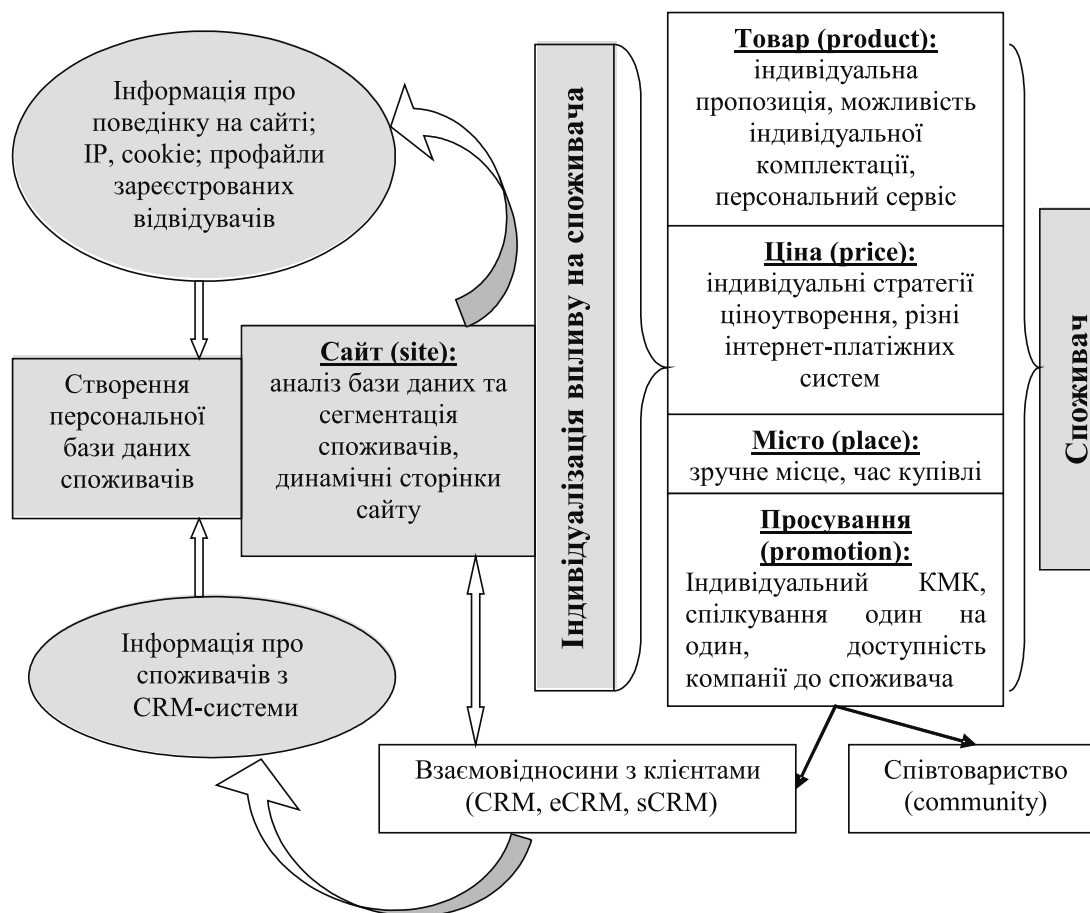 Інформація про
поведінку на сайті;
IP, cookie; профайли
зареєстрованих
відвідувачів
Створення
персональної
бази даних
споживачів
Інформація про
споживачів з
CRM-системи
Сайт (site):
аналіз бази даних та
сегментація
споживачів,
динамічні сторінки
сайту
Індивідуалізація впливу на споживача
Товар (product):
індивідуальна
пропозиція, можливість
індивідуальної
комплектації,
персональний сервіс
Ціна (price):
індивідуальні стратегії
ціноутворення, різні
інтернет-платіжних
систем
Місто (place):
зручне місце, час купівлі
Просування
(promotion):
Індивідуальний КМК,
спілкування один на
один, доступність
компанії до споживача
Споживач
Взаємовідносини з клієнтами
(CRM, eCRM, sCRM)
Співтовариство
(community)